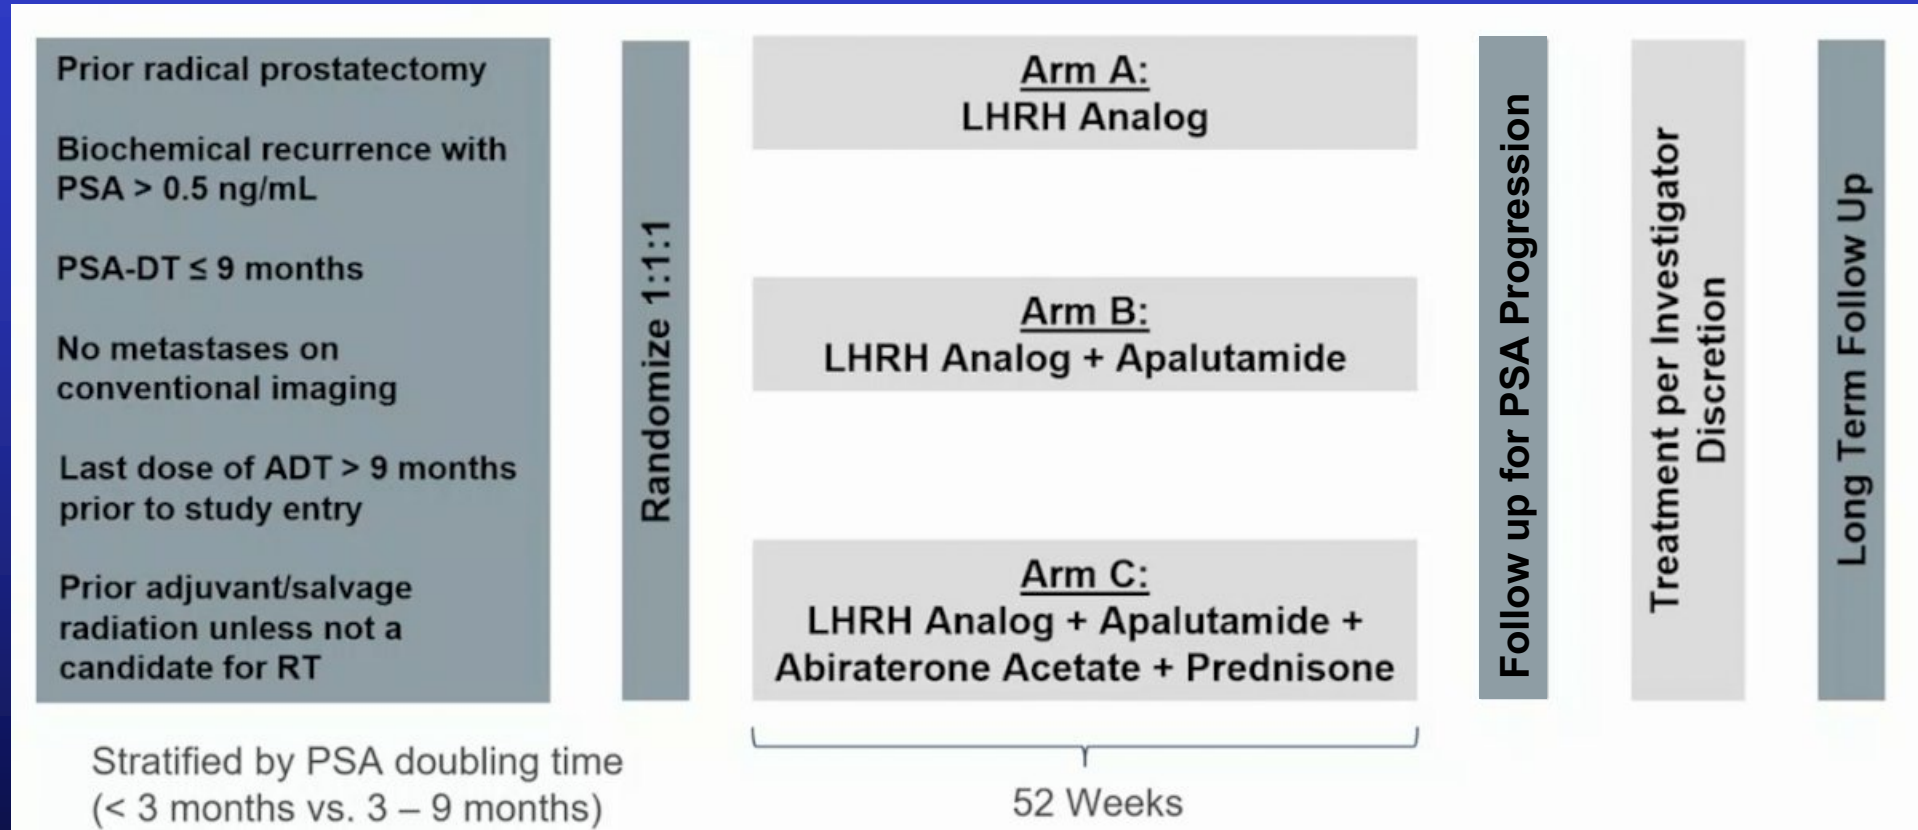 Prior radical prostatectomy
Biochemical recurrence with
PSA > 0.5 ng/mL
PSA-DT ≤ 9 months
No metastases on
conventional imaging
Last dose of ADT > 9 months
prior to study entry
Prior adjuvant/salvage
radiation unless not a
candidate for RT
Stratified by PSA doubling time
(< 3 months vs. 3 – 9 months)
Randomize 1:1:1
Arm A:
LHRH Analog
Arm B:
LHRH Analog + Apalutamide
Arm C:
LHRH Analog + Apalutamide +
Abiraterone Acetate + Prednisone
52 Weeks
Follow up for PSA Progression
Treatment per Investigator
Discretion
Long Term Follow Up